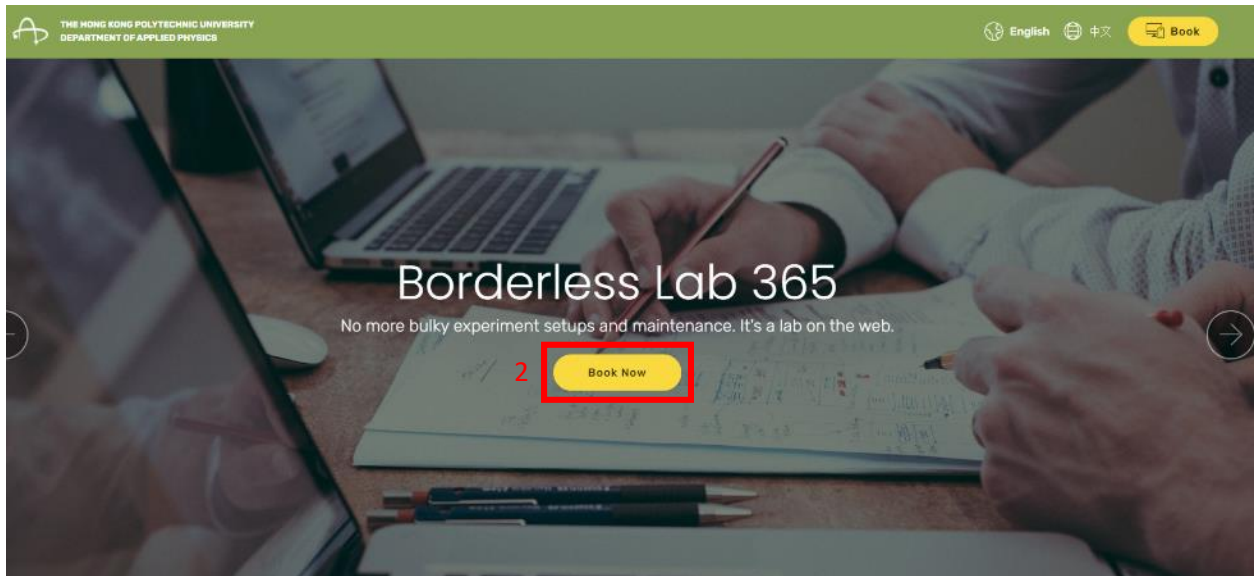 THE HONG KONG POLYTECHNIC UNIVERSITY
DEPARTMENT OF APPLIED PHYSICS
English
中文
Book
Borderless Lab 365
No more bulky experiment setups and maintenance. It's a lab on the web.
2
Book Now